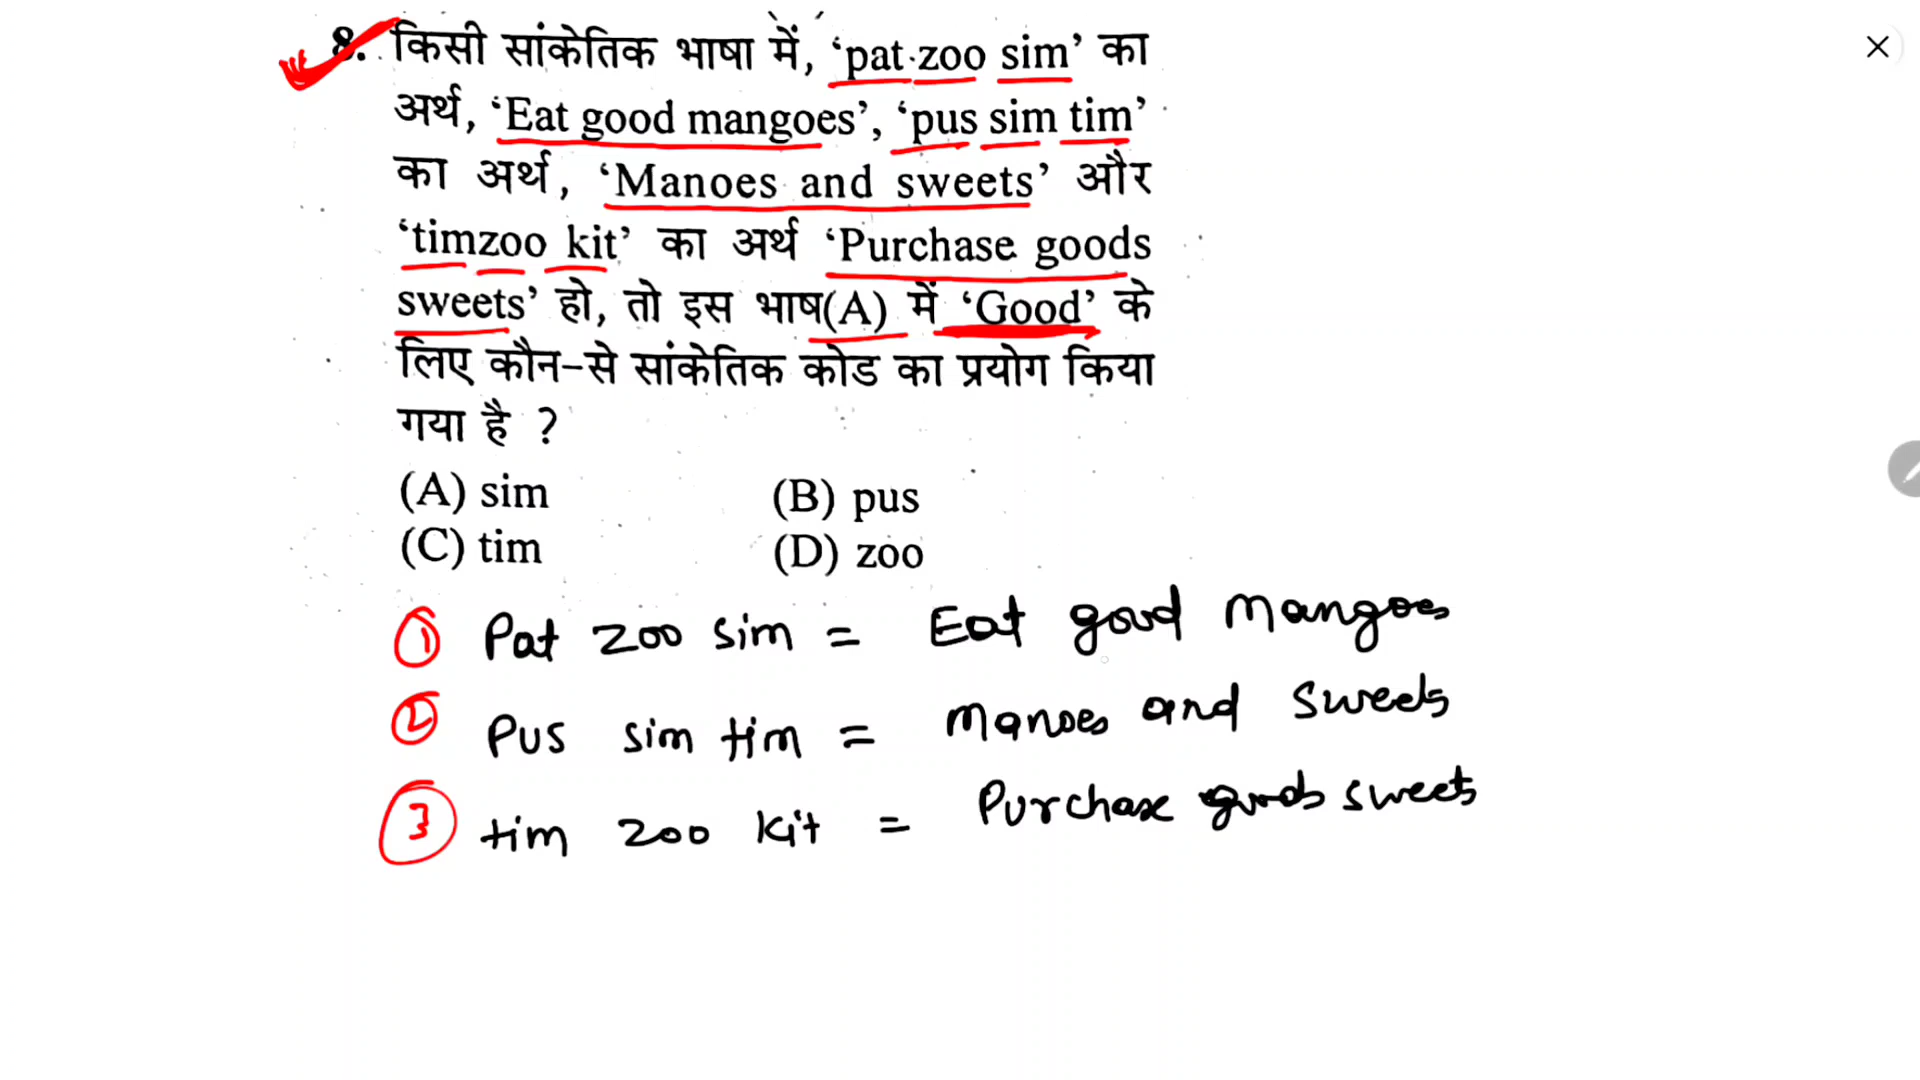 8. किसी सांकेतिक भाषा में, ‘pat zoo sim’ का
अर्थ, ‘Eat good mangoes’, ‘pus sim tim’
का अर्थ, ‘Manoes and sweets’ और
‘timzoo kit’ का अर्थ ‘Purchase goods
sweets’ हो, तो इस भाष(A) में ‘Good’ के
लिए कौन-से सांकेतिक कोड का प्रयोग किया
गया है ?
(A) sim (B) pus
(C) tim (D) zoo
1 Pat zoo sim = Eat good mangoes
2 Pus sim tim = manoes and sweets
3 tim zoo kit = Purchase goods sweets